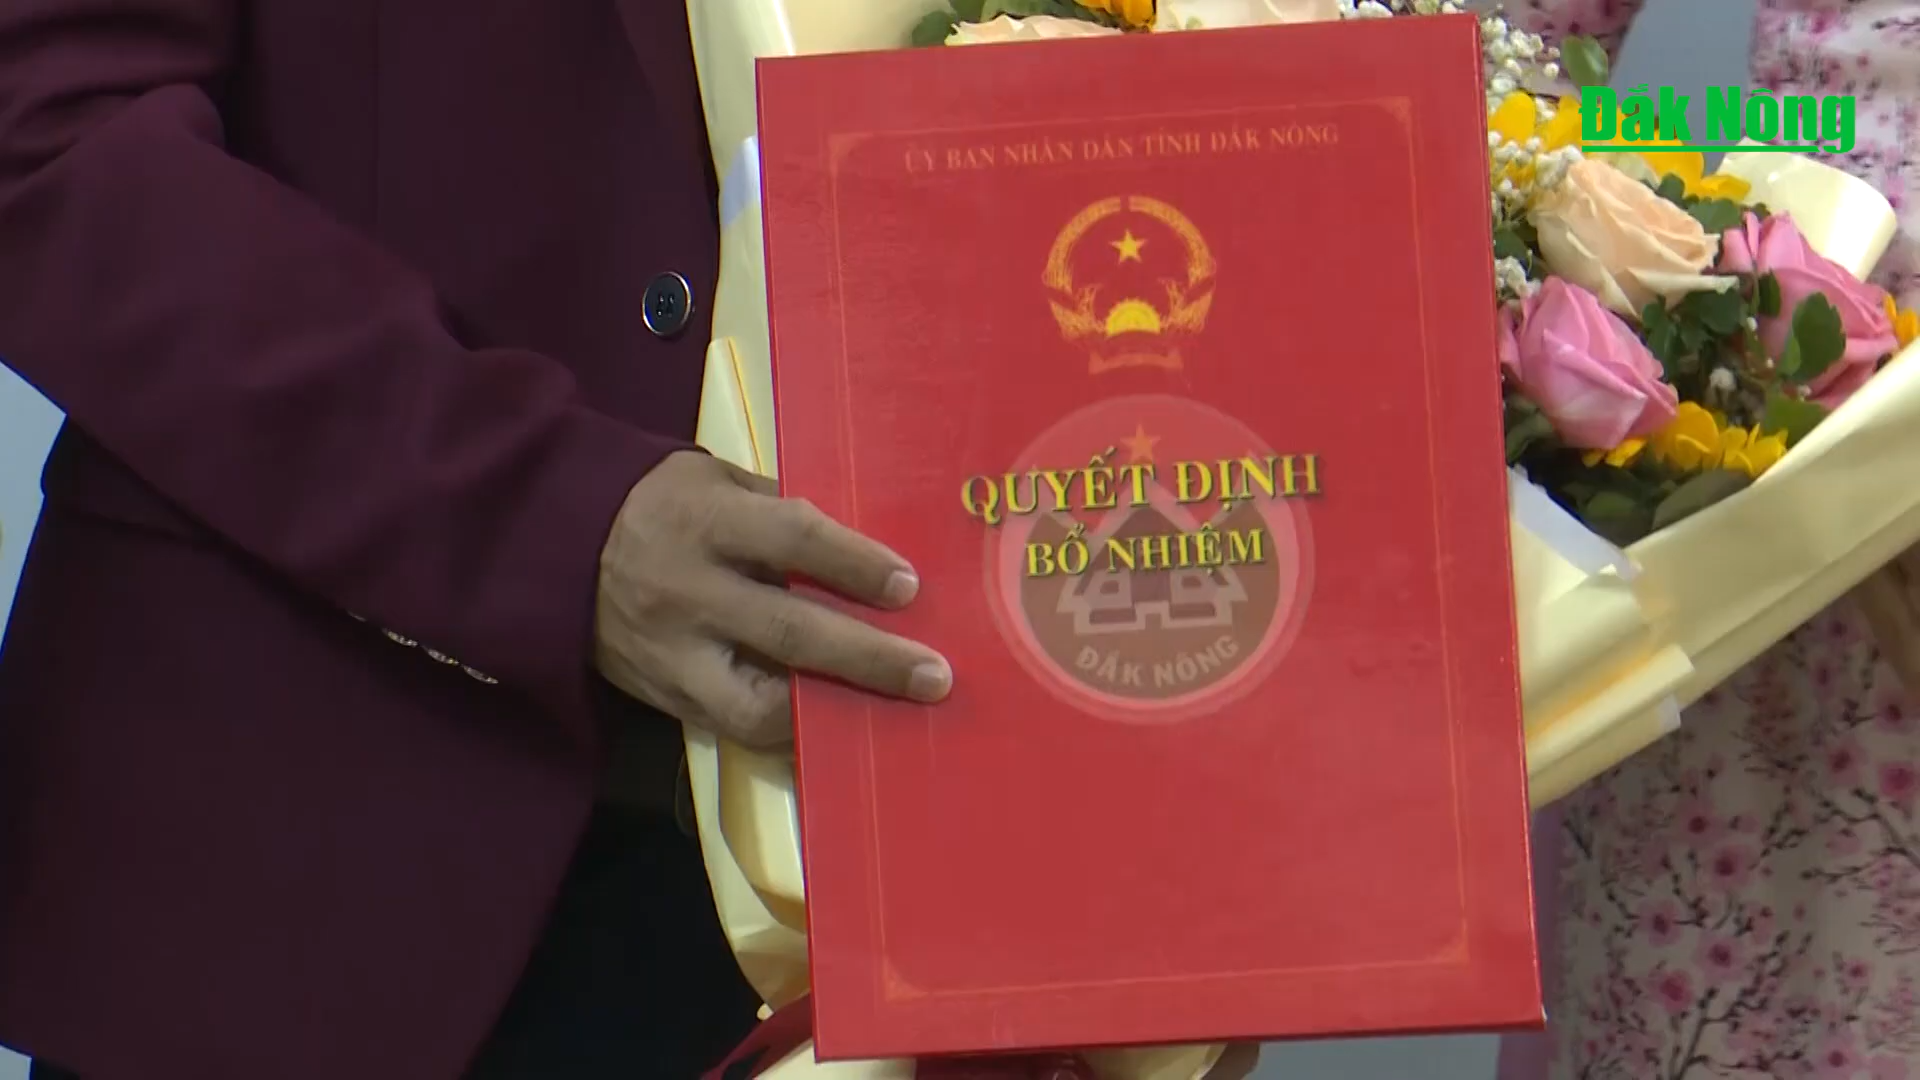 Đắk Nông
ỦY BAN NHÂN DÂN TỈNH ĐẮK NÔNG
QUYẾT ĐỊNH
BỔ NHIỆM
ĐẮK NÔNG